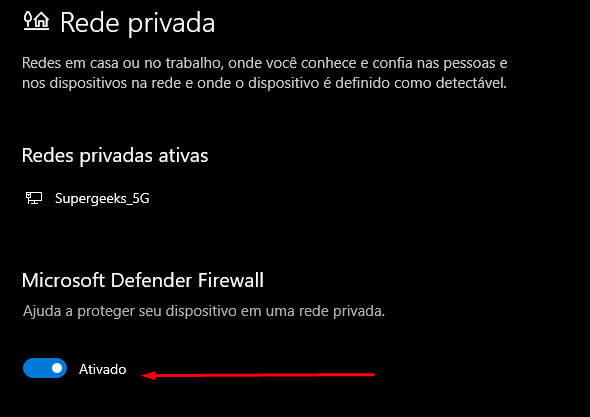 Rede privada
Redes em casa ou no trabalho, onde você conhece e confia nas pessoas e
nos dispositivos na rede e onde o dispositivo é definido como detectável.
Redes privadas ativas
Supergeeks_5G
Microsoft Defender Firewall
Ajuda a proteger seu dispositivo em uma rede privada.
Ativado